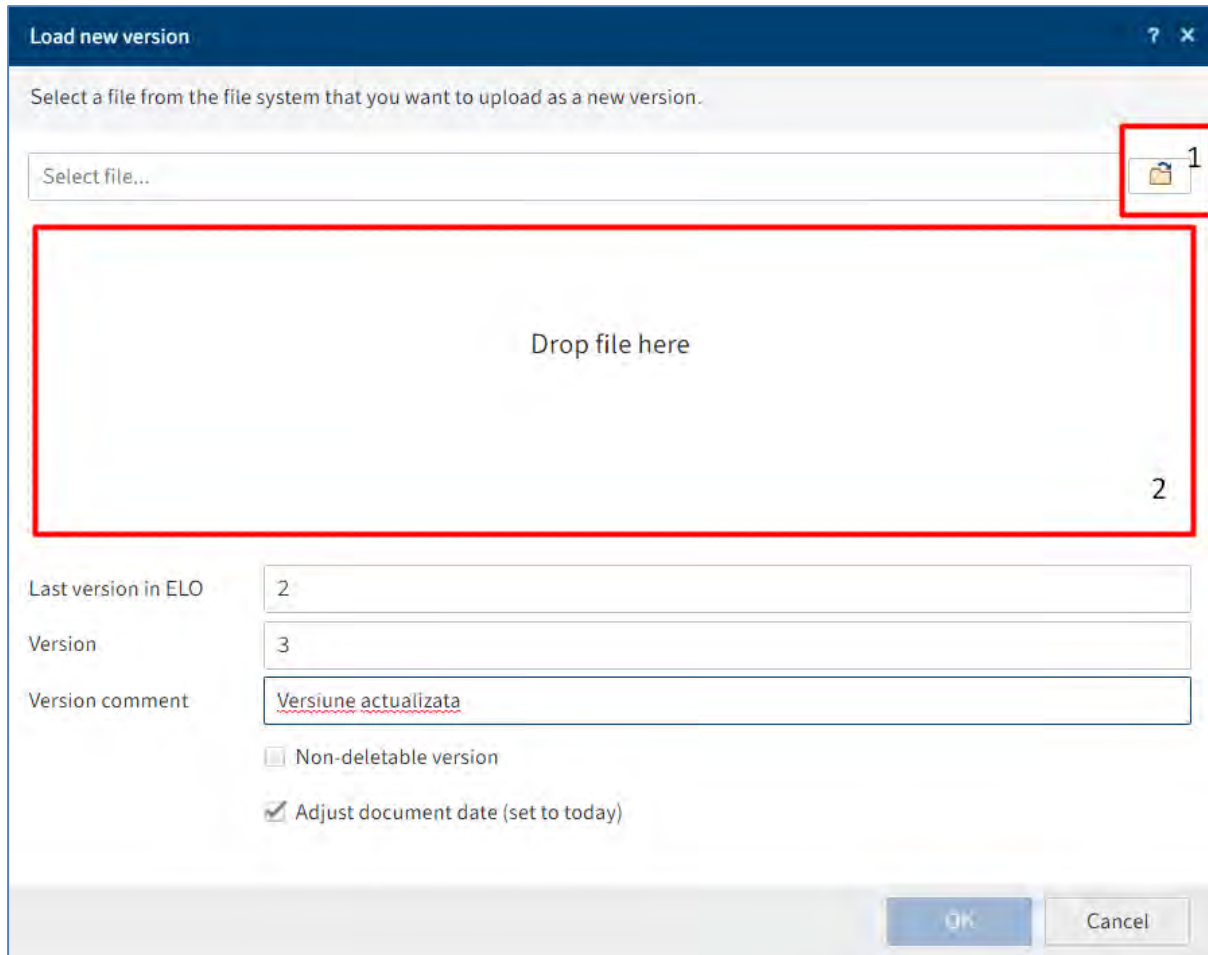 Load new version ? ×
Select a file from the file system that you want to upload as a new version.
1
Select file...
Drop file here
2
Last version in ELO 2
Version 3
Version comment Versiune actualizata
Non-deletable version
Adjust document date (set to today)
OK Cancel